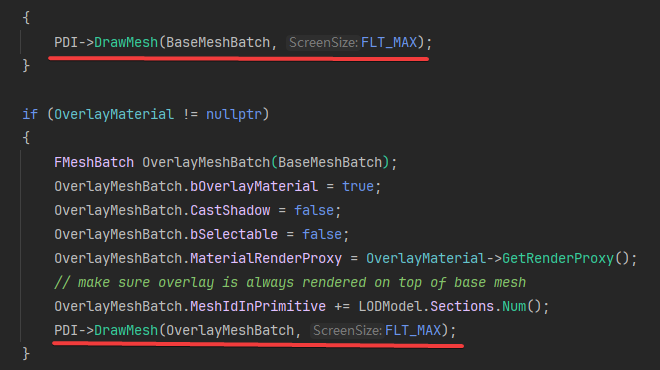 {
PDI->DrawMesh(BaseMeshBatch, ScreenSize: FLT_MAX);
}
if (OverlayMaterial != nullptr)
{
FMeshBatch OverlayMeshBatch(BaseMeshBatch);
OverlayMeshBatch.bOverlayMaterial = true;
OverlayMeshBatch.CastShadow = false;
OverlayMeshBatch.bSelectable = false;
OverlayMeshBatch.MaterialRenderProxy = OverlayMaterial->GetRenderProxy();
// make sure overlay is always rendered on top of base mesh
OverlayMeshBatch.MeshIdInPrimitive += LODModel.Sections.Num();
PDI->DrawMesh(OverlayMeshBatch, ScreenSize: FLT_MAX);
}